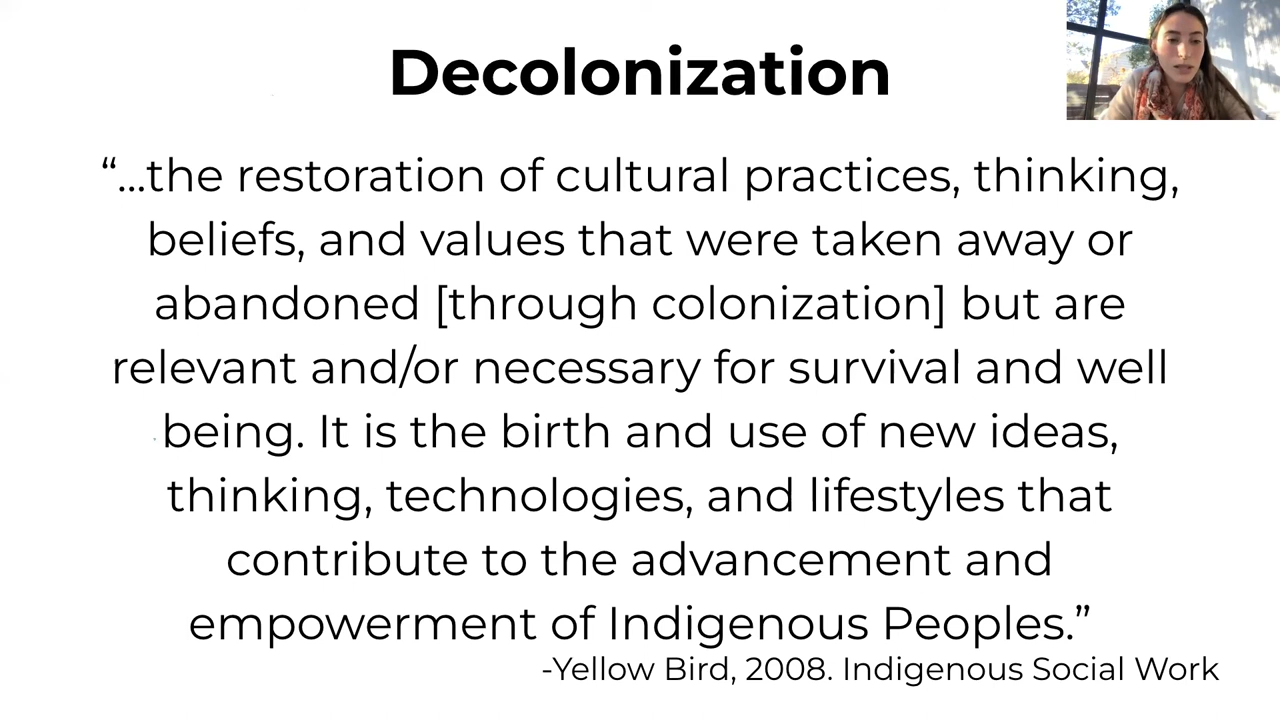 Decolonization
“...the restoration of cultural practices, thinking,
beliefs, and values that were taken away or
abandoned [through colonization] but are
relevant and/or necessary for survival and well
being. It is the birth and use of new ideas,
thinking, technologies, and lifestyles that
contribute to the advancement and
empowerment of Indigenous Peoples.”
-Yellow Bird, 2008. Indigenous Social Work